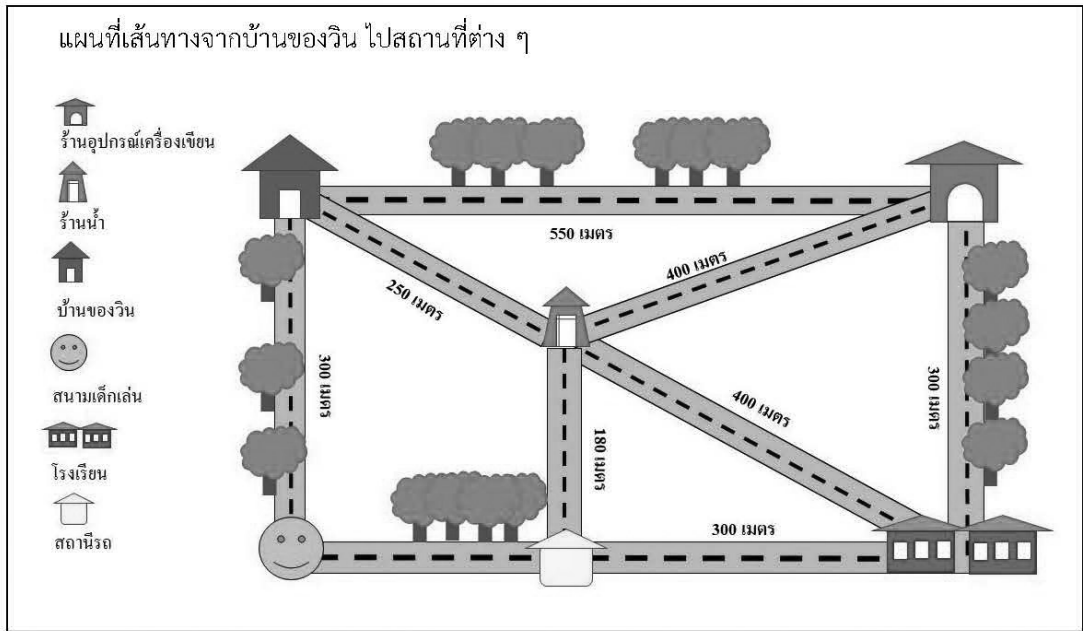 แผนที่เส้นทางจากบ้านของวิน ไปสถานที่ต่าง ๆ
ร้านอุปกรณ์เครื่องเขียน
ร้านน้ำ
บ้านของวิน
สนามเด็กเล่น
โรงเรียน
สถานีรถ
550 เมตร
400 เมตร
250 เมตร
300 เมตร
400 เมตร
300 เมตร
180 เมตร
300 เมตร